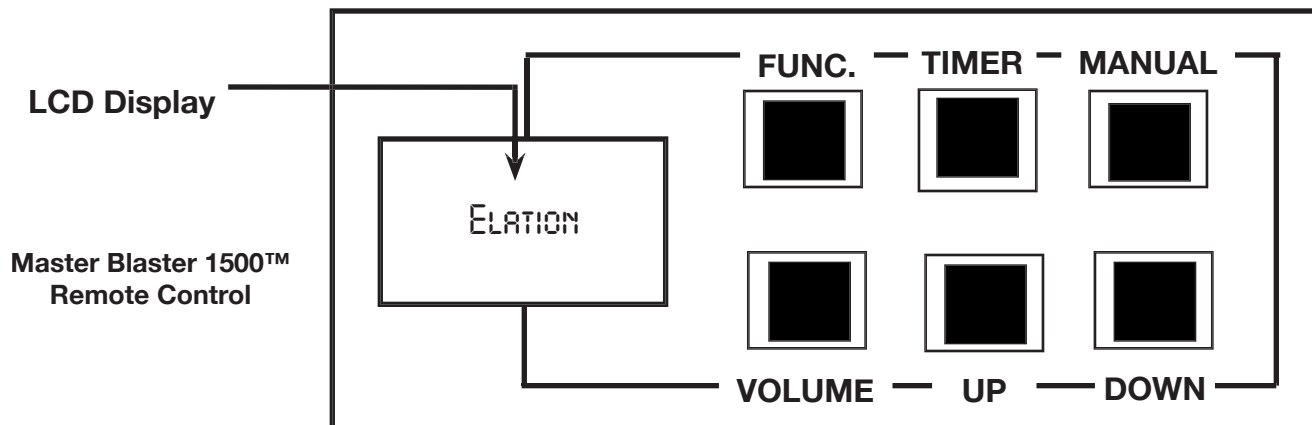 FUNC. TIMER MANUAL
LCD Display
Elation
Master Blaster 1500™
Remote Control
VOLUME UP DOWN